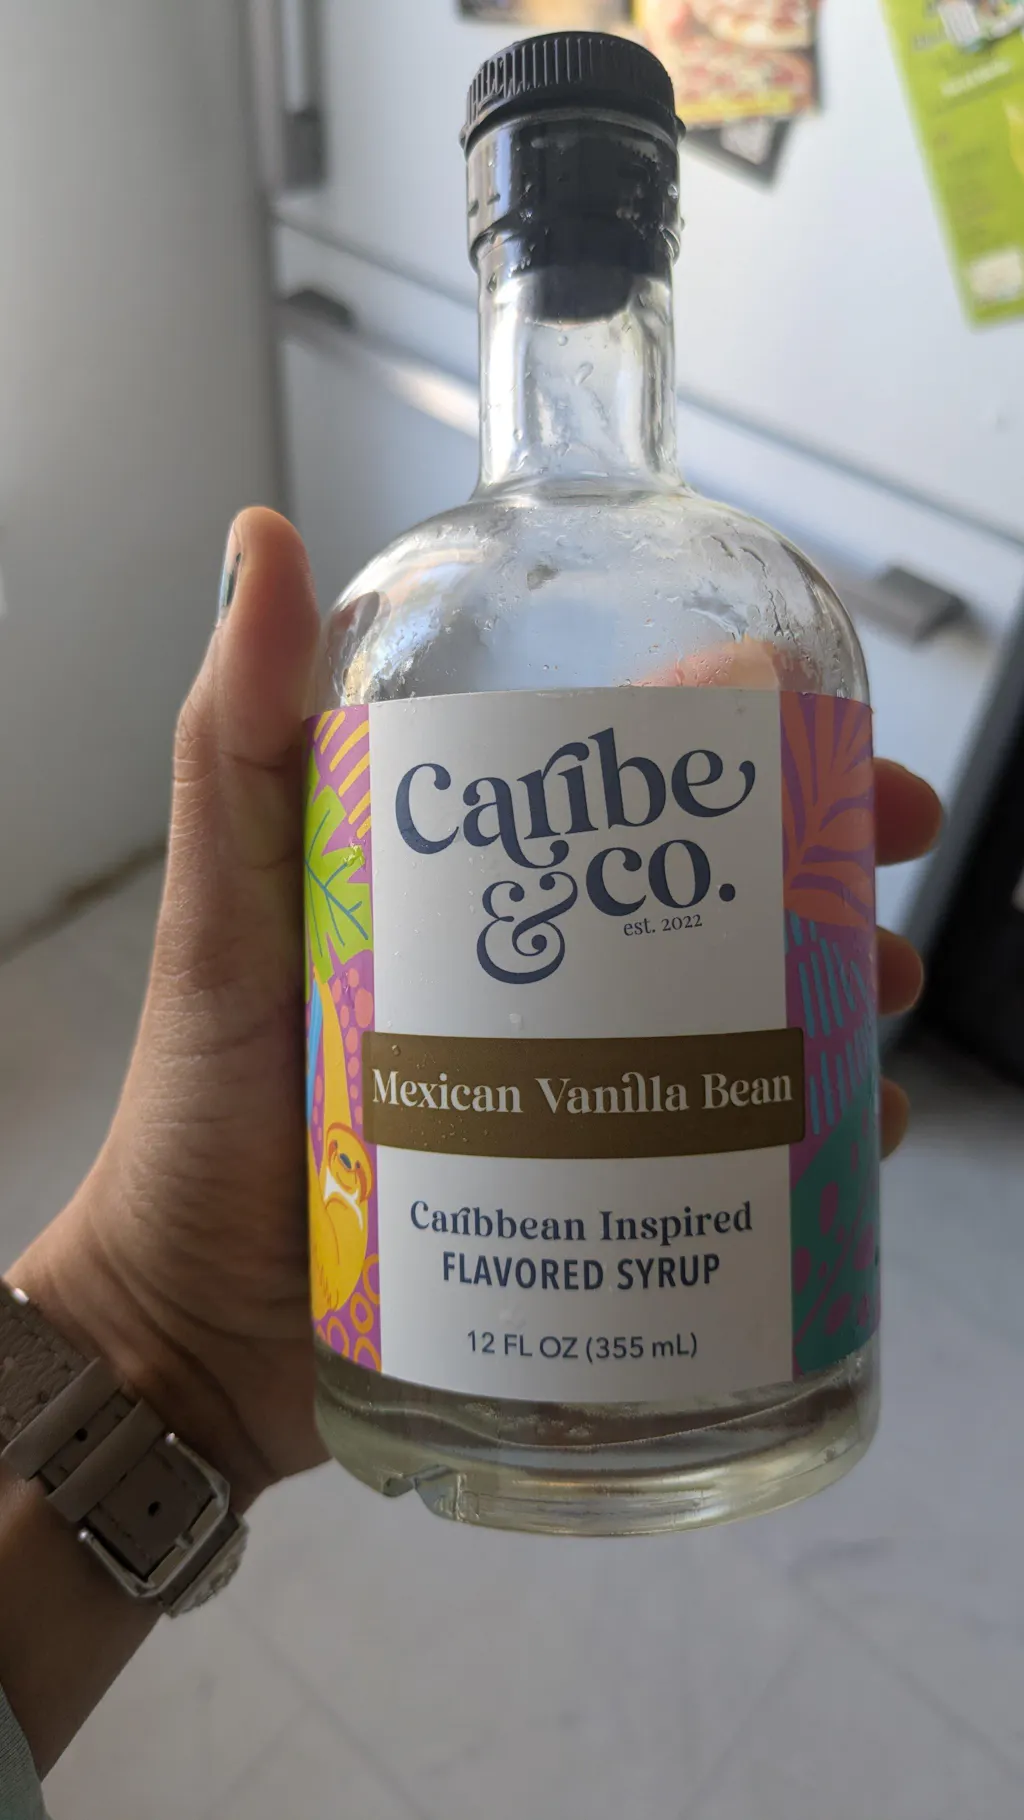 Caribe
& CO.
est. 2022
Mexican Vanilla Bean
Caribbean Inspired
FLAVORED SYRUP
12 FL OZ (355 mL)